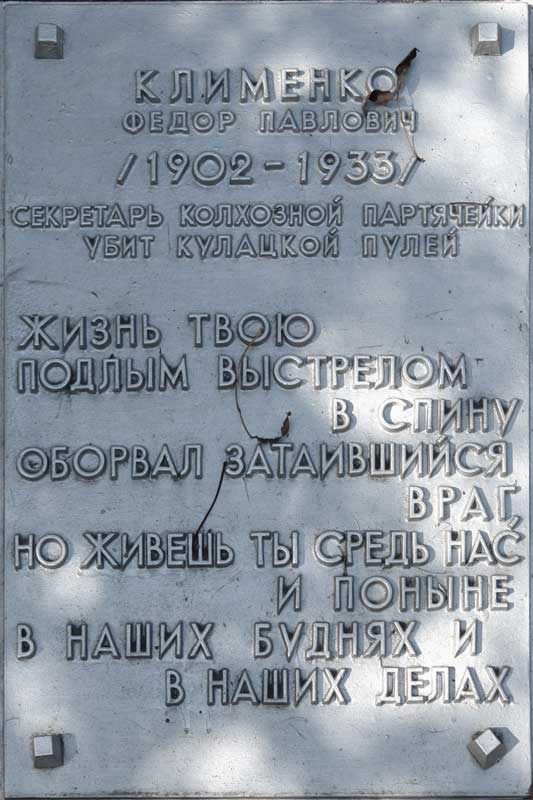 КЛИМЕНКО
ФЕДОР ПАВЛОВИЧ
/1902-1933/
СЕКРЕТАРЬ КОЛХОЗНОЙ ПАРТЯЧЕЙКИ
УБИТ КУЛАЦКОЙ ПУЛЕЙ
ЖИЗНЬ ТВОЮ
ПОДЛЫМ ВЫСТРЕЛОМ
В СПИНУ
ОБОРВАЛ ЗАТАИВШИЙСЯ
ВРАГ,
НО ЖИВЕШЬ ТЫ СРЕДЬ НАС
И ПОНЫНЕ
В НАШИХ БУДНЯХ И
В НАШИХ ДЕЛАХ